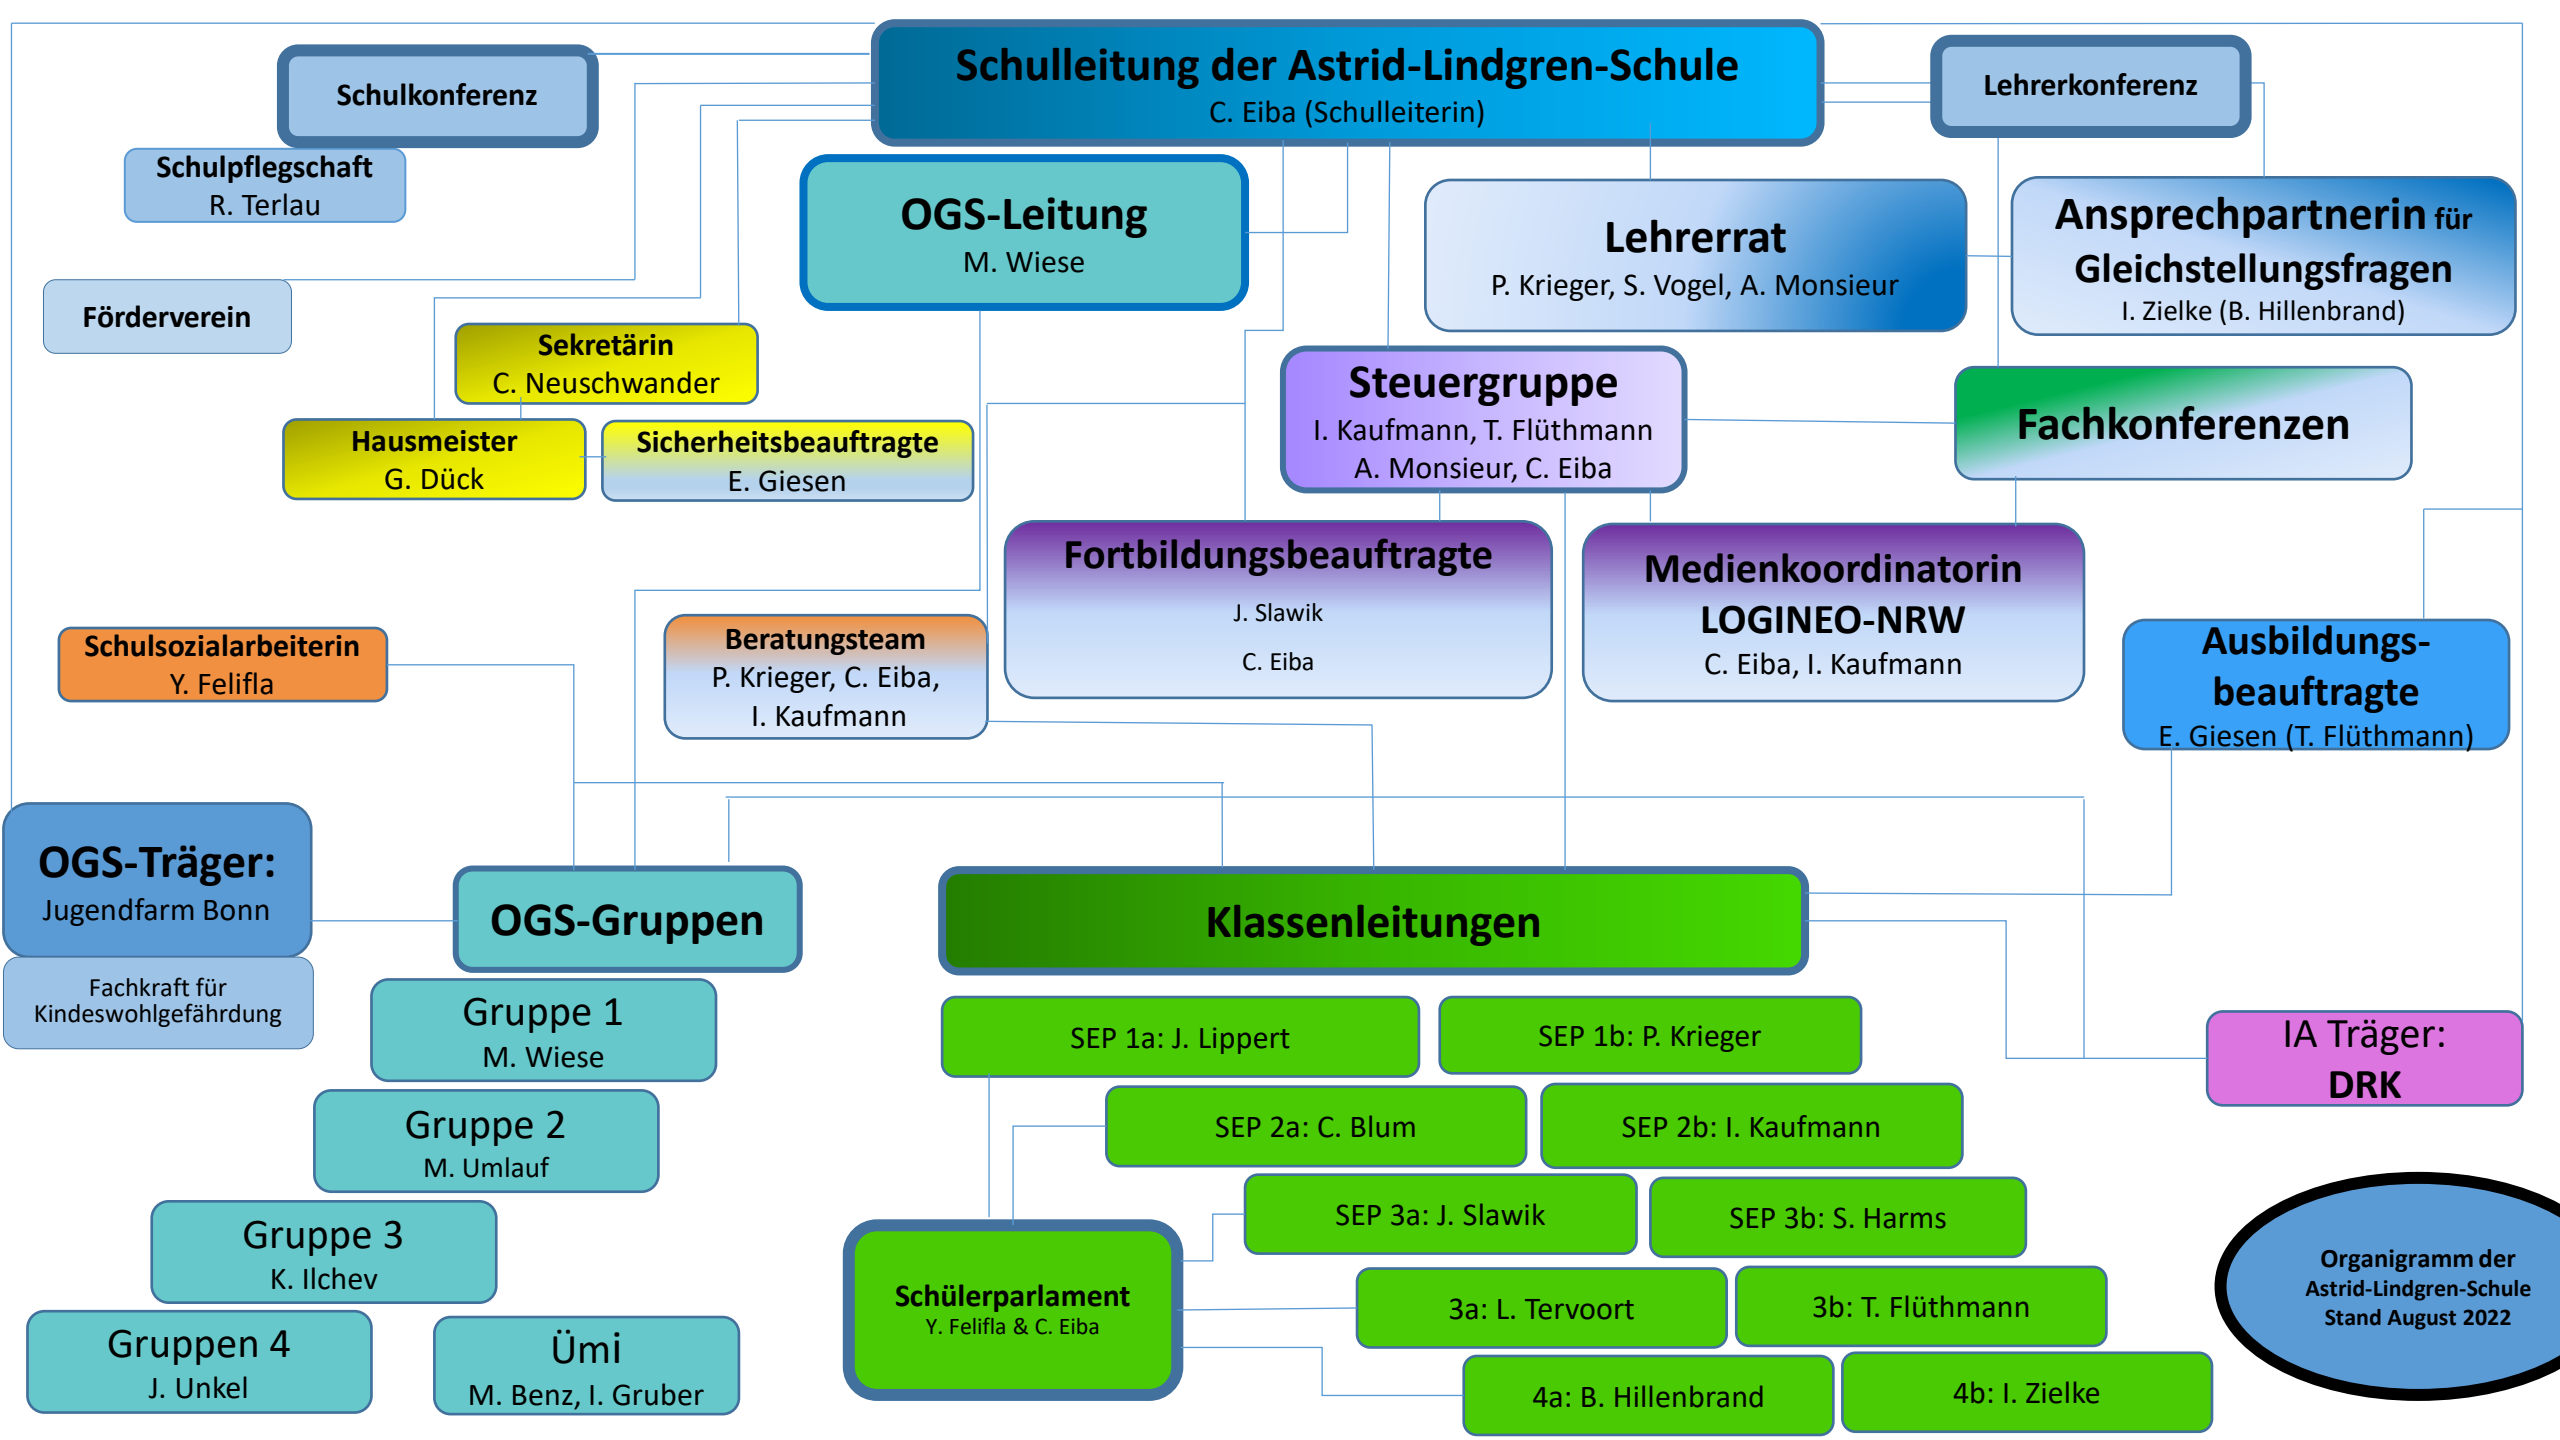 Schulleitung der Astrid-Lindgren-Schule
C. Eiba (Schulleiterin)
Schulkonferenz
Lehrerkonferenz
Schulpflegschaft
R. Terlau
OGS-Leitung
M. Wiese
Lehrerrat
P. Krieger, S. Vogel, A. Monsieur
Ansprechpartnerin für
Gleichstellungsfragen
I. Zielke (B. Hillenbrand)
Förderverein
Sekretärin
C. Neuschwander
Hausmeister
G. Dück
Sicherheitsbeauftragte
E. Giesen
Steuergruppe
I. Kaufmann, T. Flüthmann
A. Monsieur, C. Eiba
Fachkonferenzen
Fortbildungsbeauftragte
J. Slawik
C. Eiba
Medienkoordinatorin
LOGINEO-NRW
C. Eiba, I. Kaufmann
Schulsozialarbeiterin
Y. Felifla
Beratungsteam
P. Krieger, C. Eiba,
I. Kaufmann
Ausbildungs-
beauftragte
E. Giesen (T. Flüthmann)
OGS-Träger:
Jugendfarm Bonn
Fachkraft für
Kindeswohlgefährdung
OGS-Gruppen
Klassenleitungen
Gruppe 1
M. Wiese
Gruppe 2
M. Umlauf
Gruppe 3
K. Ilchev
Gruppen 4
J. Unkel
Ümi
M. Benz, I. Gruber
SEP 1a: J. Lippert
SEP 1b: P. Krieger
SEP 2a: C. Blum
SEP 2b: I. Kaufmann
SEP 3a: J. Slawik
SEP 3b: S. Harms
3a: L. Tervoort
3b: T. Flüthmann
4a: B. Hillenbrand
4b: I. Zielke
Schülerparlament
Y. Felifla & C. Eiba
IA Träger:
DRK
Organigramm der
Astrid-Lindgren-Schule
Stand August 2022